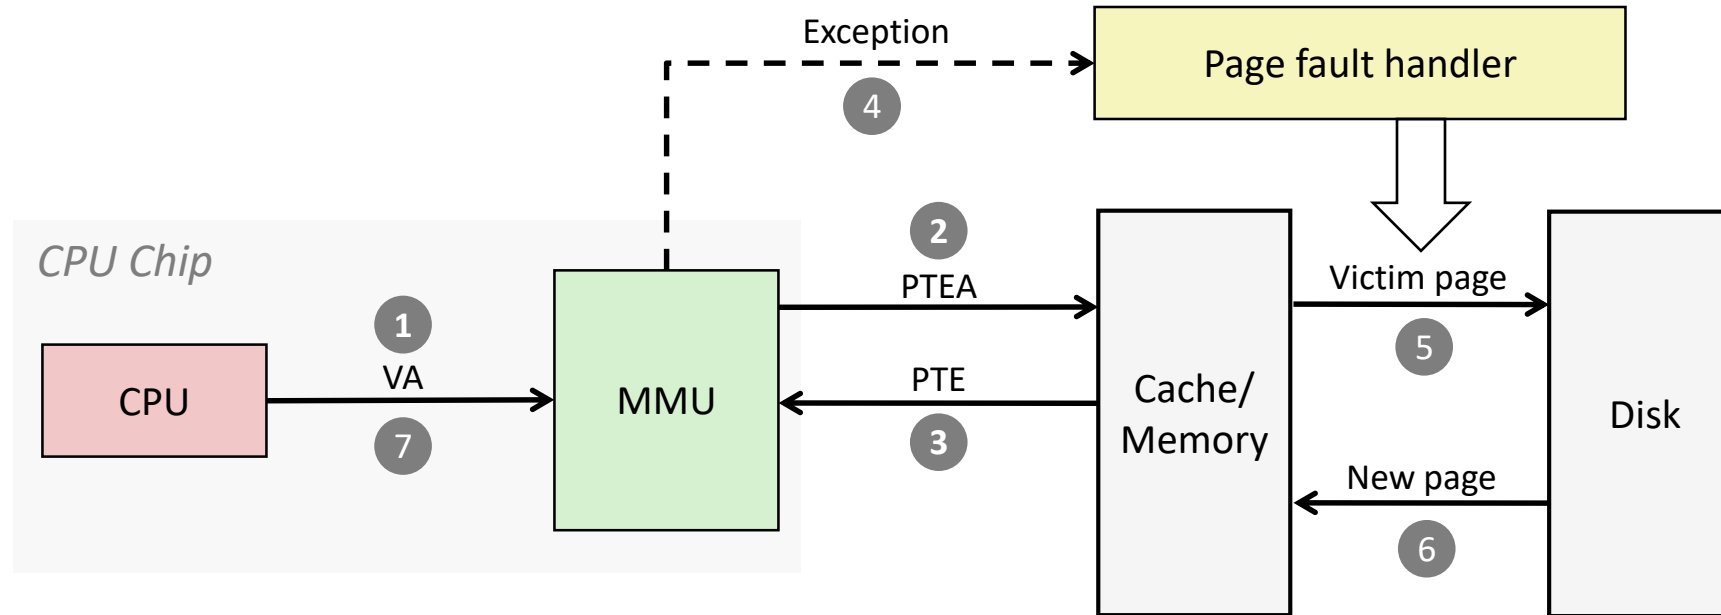 Exception
Page fault handler
4
CPU Chip
2
PTEA
Victim page
1
5
VA
PTE
CPU
MMU
Cache/
Memory
Disk
7
3
New page
6